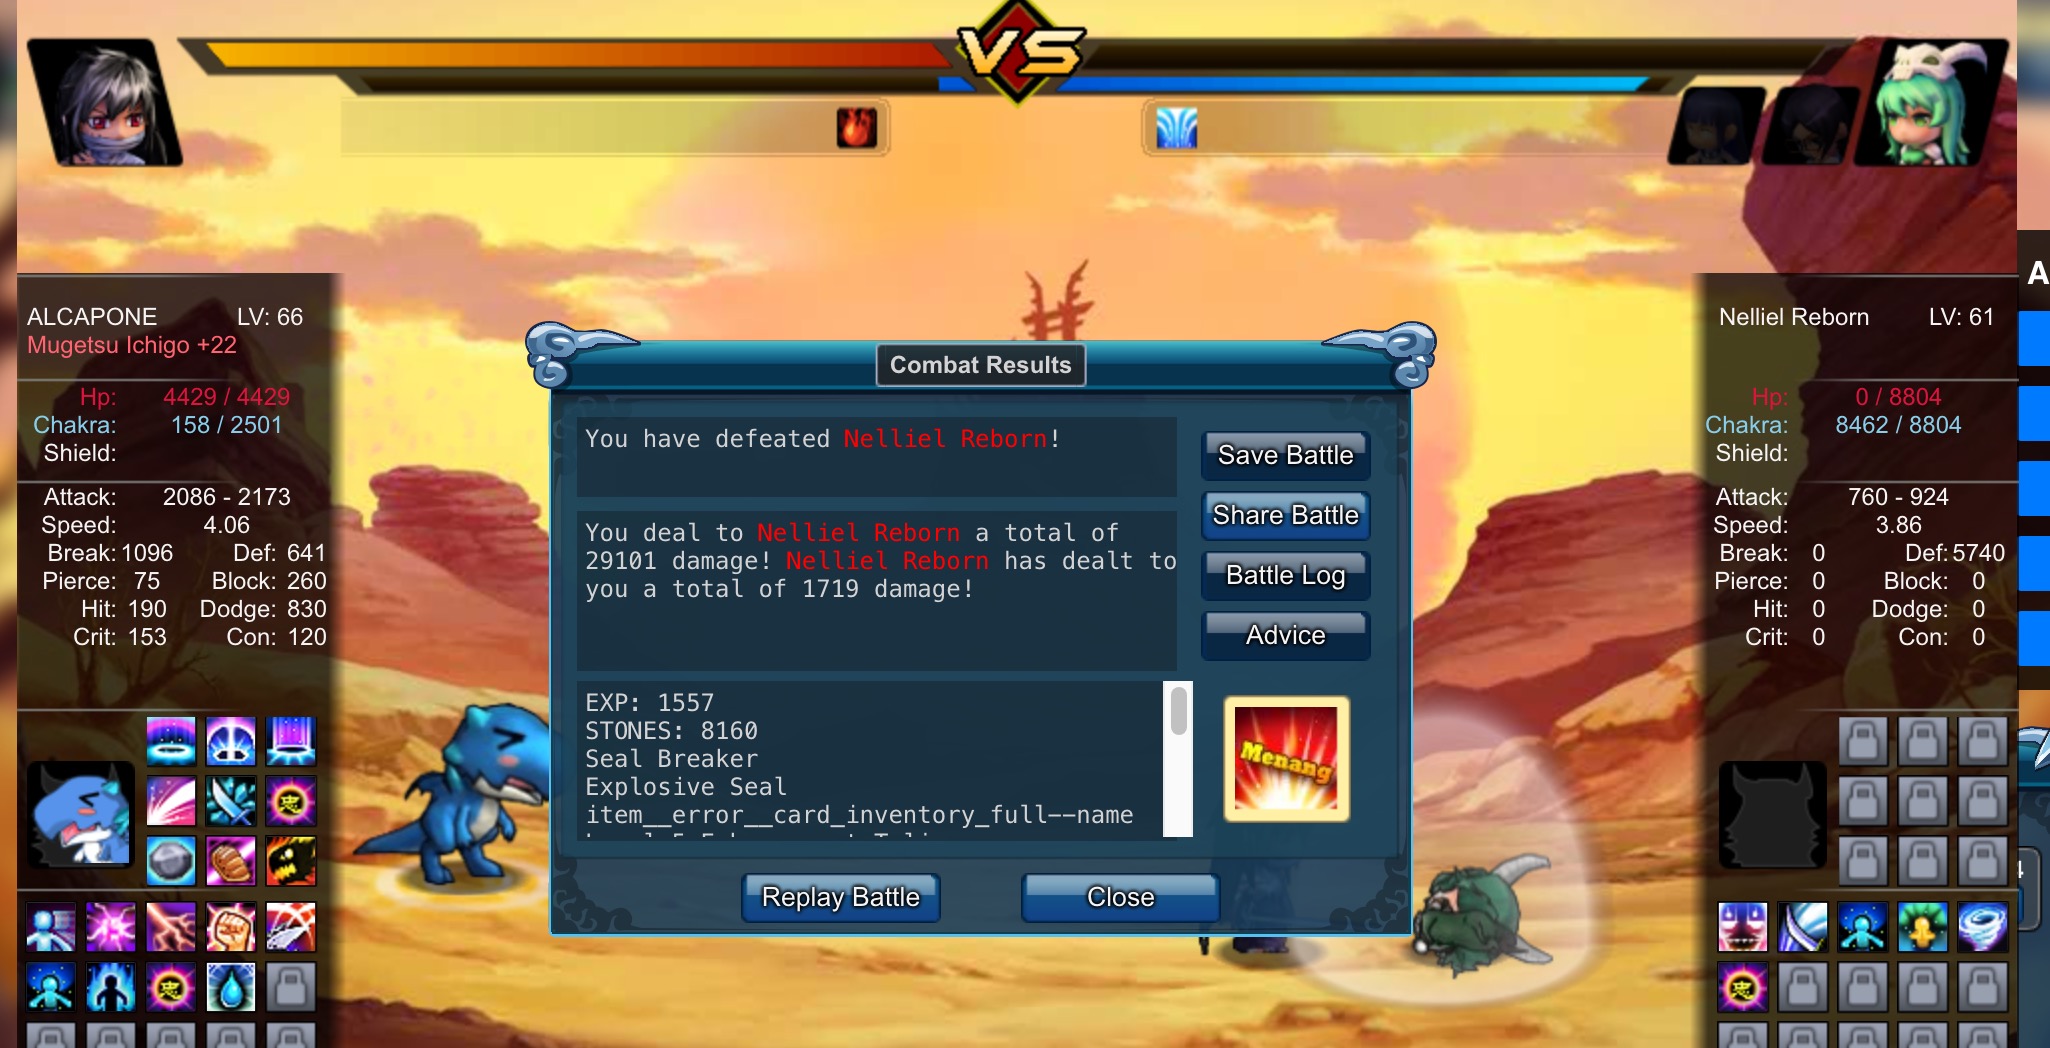 VS
ALCAPONE LV: 66
Mugetsu Ichigo +22
Hp: 4429 / 4429
Chakra: 158 / 2501
Shield:
Attack: 2086 - 2173
Speed: 4.06
Break: 1096 Def: 641
Pierce: 75 Block: 260
Hit: 190 Dodge: 830
Crit: 153 Con: 120
Combat Results
You have defeated Nelliel Reborn!
You deal to Nelliel Reborn a total of
29101 damage! Nelliel Reborn has dealt to
you a total of 1719 damage!
EXP: 1557
STONES: 8160
Seal Breaker
Explosive Seal
item__error__card_inventory_full--name
Save Battle
Share Battle
Battle Log
Advice
Menang
Replay Battle
Close
Nelliel Reborn LV: 61
Hp: 0 / 8804
Chakra: 8462 / 8804
Shield:
Attack: 760 - 924
Speed: 3.86
Break: 0 Def: 5740
Pierce: 0 Block: 0
Hit: 0 Dodge: 0
Crit: 0 Con: 0
忠
忠
忠
A
4